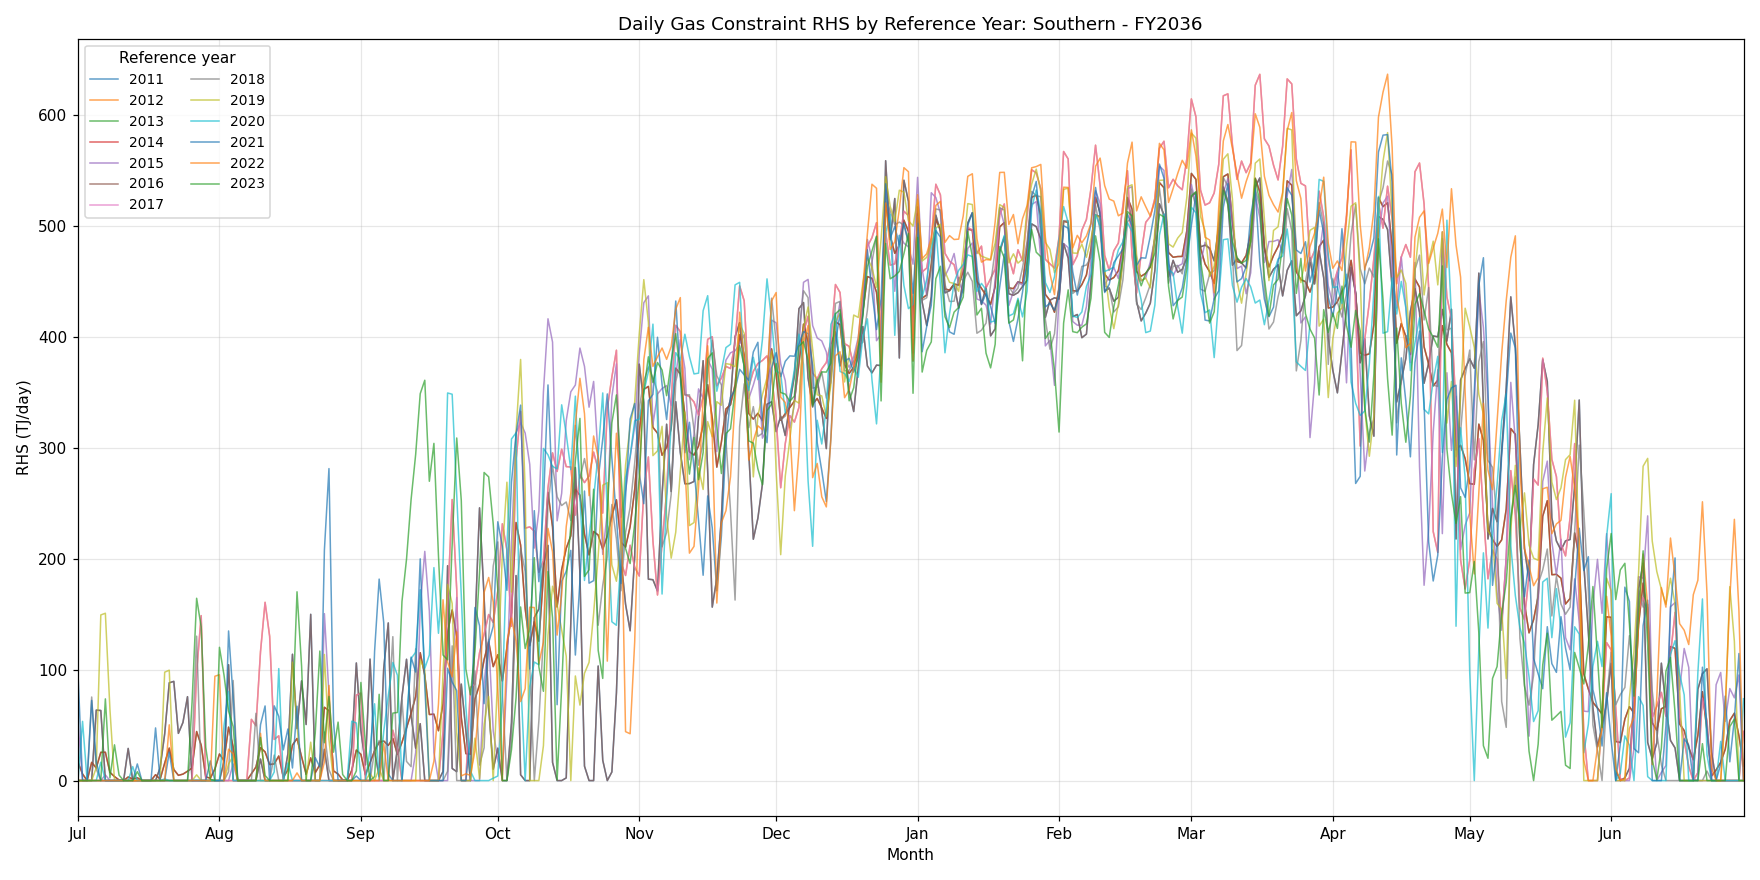 Daily Gas Constraint RHS by Reference Year: Southern - FY2036
Reference year
2011 2018
2012 2019
2013 2020
2014 2021
2015 2022
2016 2023
2017
RHS (TJ/day)
600
500
400
300
200
100
0
Jul Aug Sep Oct Nov Dec Jan Feb Mar Apr May Jun
Month